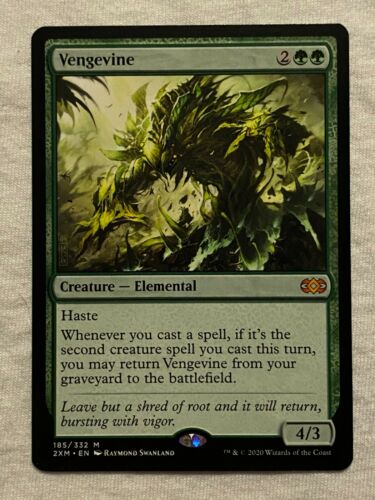 Vengevine 2
Creature — Elemental
Haste
Whenever you cast a spell, if it's the
second creature spell you cast this turn,
you may return Vengevine from your
graveyard to the battlefield.
Leave but a shred of root and it will return,
bursting with vigor.
4/3
185/332 M
2XM • EN Raymond Swanland
™ & © 2020 Wizards of the Coast